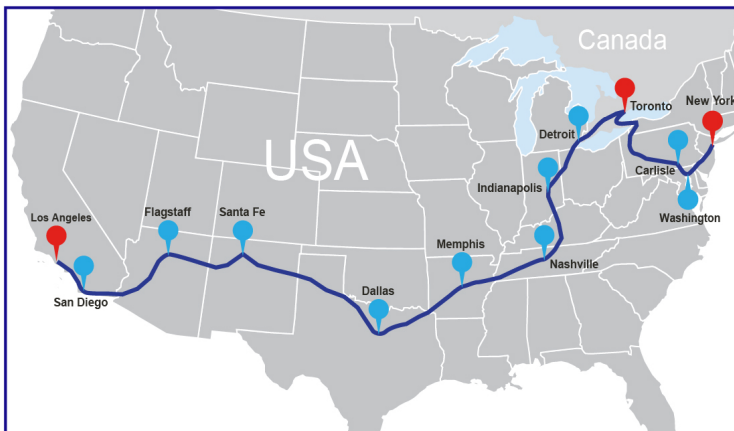 Canada
USA
Toronto
New York
Detroit
Carlisle
Indianapolis
Washington
Los Angeles
Flagstaff
Santa Fe
Memphis
Nashville
San Diego
Dallas